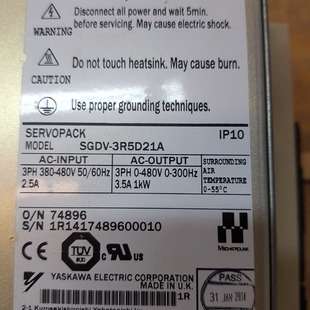 Disconnect all power and wait 5min.
before servicing. May cause electric shock.
CAUTION
Do not touch heatsink. May cause burn.
CAUTION
Use proper grounding techniques.
SERVOPACK IP10
MODEL SGDV-3R5D21A
AC-INPUT AC-OUTPUT SURROUNDING AIR TEMPERATURE 0-55°C
3PH 380-480V 50/60Hz 3PH 0-480V 0-300Hz
2.5A 3.5A 1kW
O/N 74896
S/N 1R1417489600010
TÜV
YASKAWA ELECTRIC CORPORATION
MADE IN U.K.
1R
PASS
31 JAN 2014